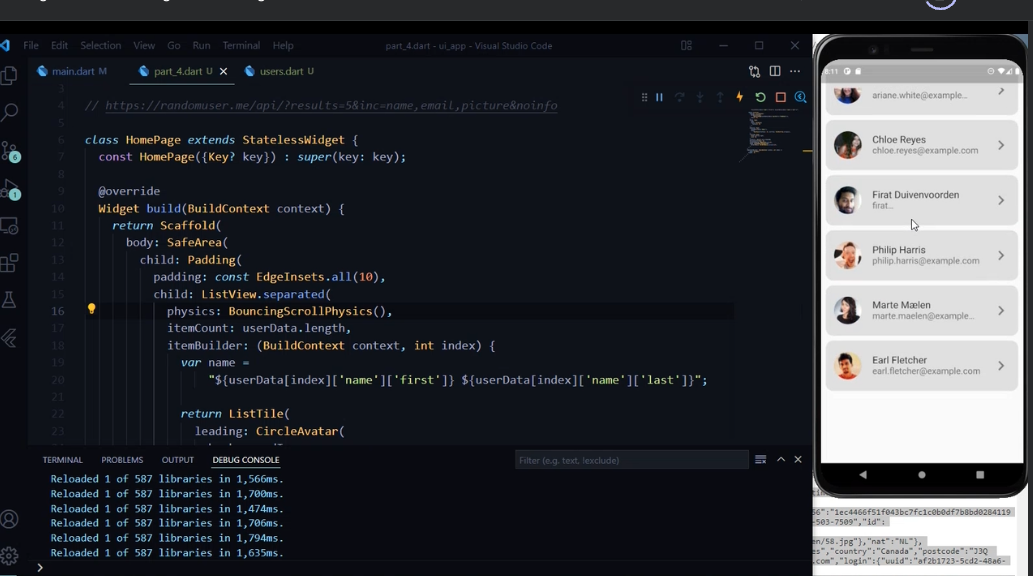 File Edit Selection View Go Run Terminal Help
part_4.dart - ui_app - Visual Studio Code
main.dart M
part_4.dart U
users.dart U
3
4 // https://randomuser.me/api/?results=5&inc=name,email,picture&noinfo
5
6 class HomePage extends StatelessWidget {
7 const HomePage({Key? key}) : super(key: key);
8
9 @override
10 Widget build(BuildContext context) {
11 return Scaffold(
12 body: SafeArea(
13 child: Padding(
14 padding: const EdgeInsets.all(10),
15 child: ListView.separated(
16 physics: BouncingScrollPhysics(),
17 itemCount: userData.length,
18 itemBuilder: (BuildContext context, int index) {
19 var name =
20 "${userData[index]['name']['first']} ${userData[index]['name']['last']}";
21
22 return ListTile(
23 leading: CircleAvatar(
6
1
TERMINAL PROBLEMS OUTPUT DEBUG CONSOLE
Filter (e.g. text, !exclude)
Reloaded 1 of 587 libraries in 1,566ms.
Reloaded 1 of 587 libraries in 1,700ms.
Reloaded 1 of 587 libraries in 1,474ms.
Reloaded 1 of 587 libraries in 1,706ms.
Reloaded 1 of 587 libraries in 1,794ms.
Reloaded 1 of 587 libraries in 1,635ms.
8:11
ariane.white@example...
Chloe Reyes
chloe.reyes@example.com
Firat Duivenvoorden
firat...
Philip Harris
philip.harris@example.com
Marte Mælen
marte.maelen@example...
Earl Fletcher
earl.fletcher@example.com
-503-7509","id":
en/58.jpg"},"nat":"NL"},
es","country":"Canada","postcode":"J3Q
.com","login":{"uuid":"af2b1723-5cd2-48a6-